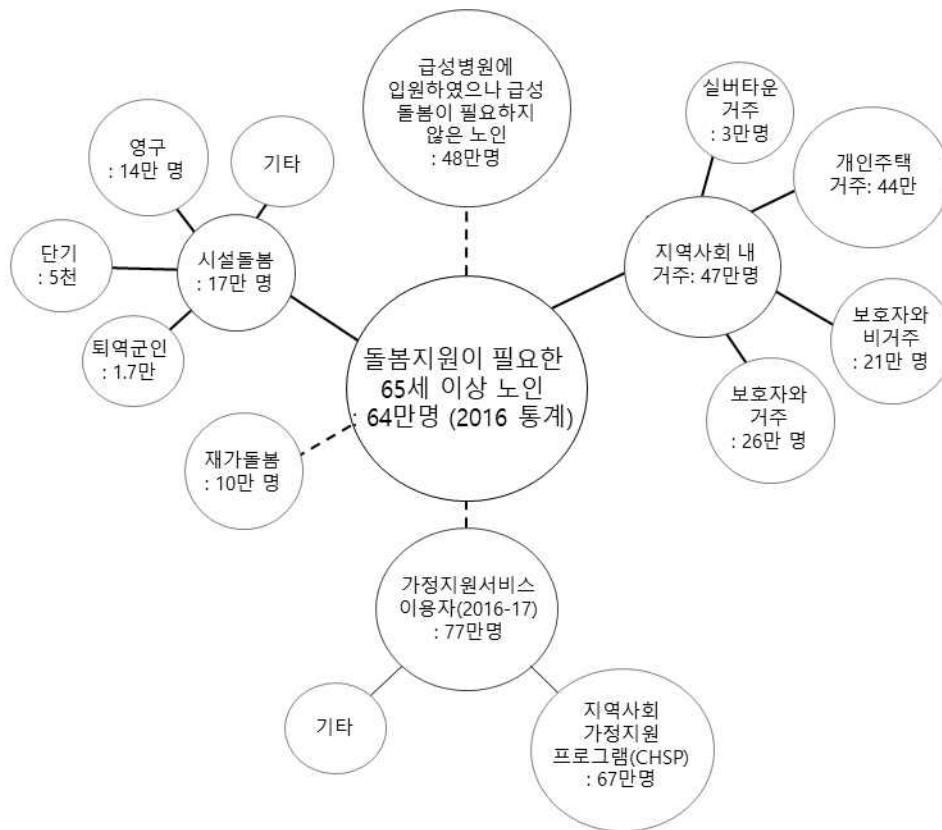 급성병원에
입원하였으나 급성
돌봄이 필요하지
않은 노인
: 48만명
실버타운
거주
: 3만명
개인주택
거주: 44만
지역사회 내
거주: 47만명
보호자와
비거주
: 21만 명
보호자와
거주
: 26만 명
영구
: 14만 명
기타
단기
: 5천
시설돌봄
: 17만 명
퇴역군인
: 1.7만
돌봄지원이 필요한
65세 이상 노인
: 64만명 (2016 통계)
재가돌봄
: 10만 명
가정지원서비스
이용자(2016-17)
: 77만명
기타
지역사회
가정지원
프로그램(CHSP)
: 67만명